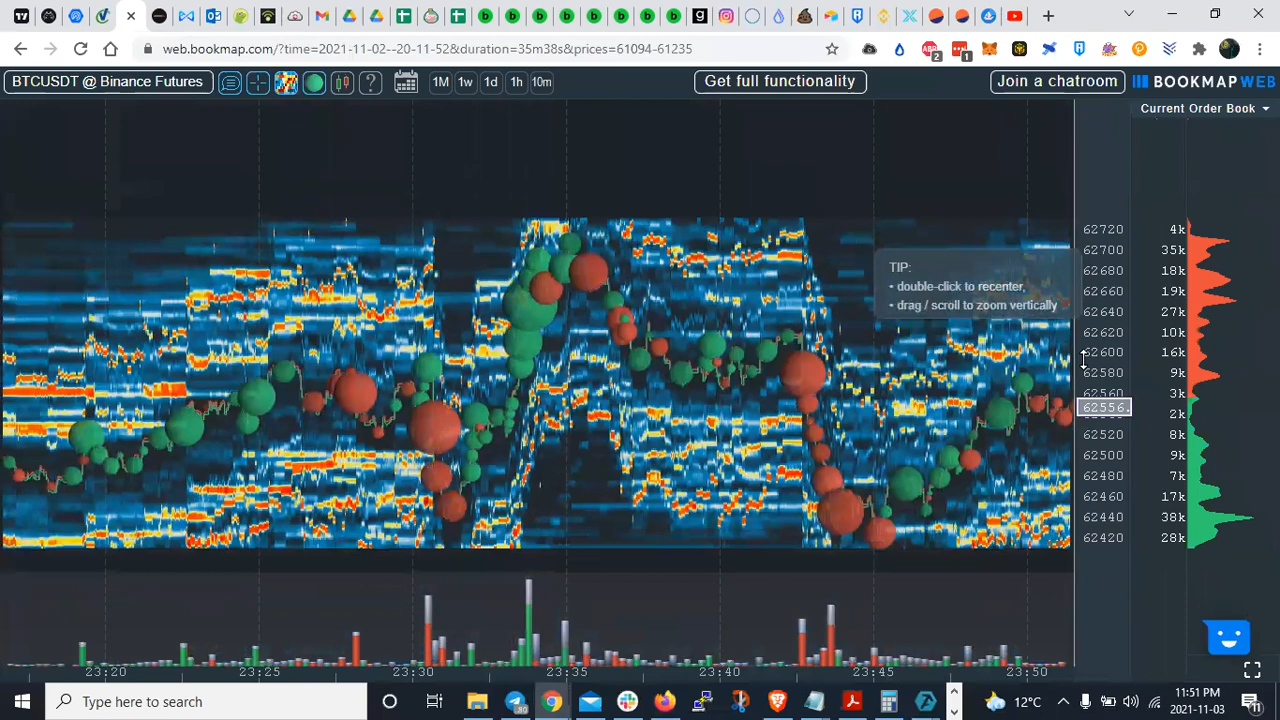 web.bookmap.com/?time=2021-11-02--20-11-52&duration=35m38s&prices=61094-61235
2
1
BTCUSDT @ Binance Futures
?
1M 1w 1d 1h 10m
Get full functionality
Join a chatroom
BOOKMAP WEB
Current Order Book
TIP:
• double-click to recenter,
• drag / scroll to zoom vertically
62720 4k
62700 35k
62680 18k
62660 19k
62640 27k
62620 10k
62600 16k
62580 9k
62560 3k
62556.
2k
62520 8k
62500 9k
62480 7k
62460 17k
62440 38k
62420 28k
23:20 23:25 23:30 23:35 23:40 23:45 23:50
Type here to search
80
12°C
11:51 PM
2021-11-03
11